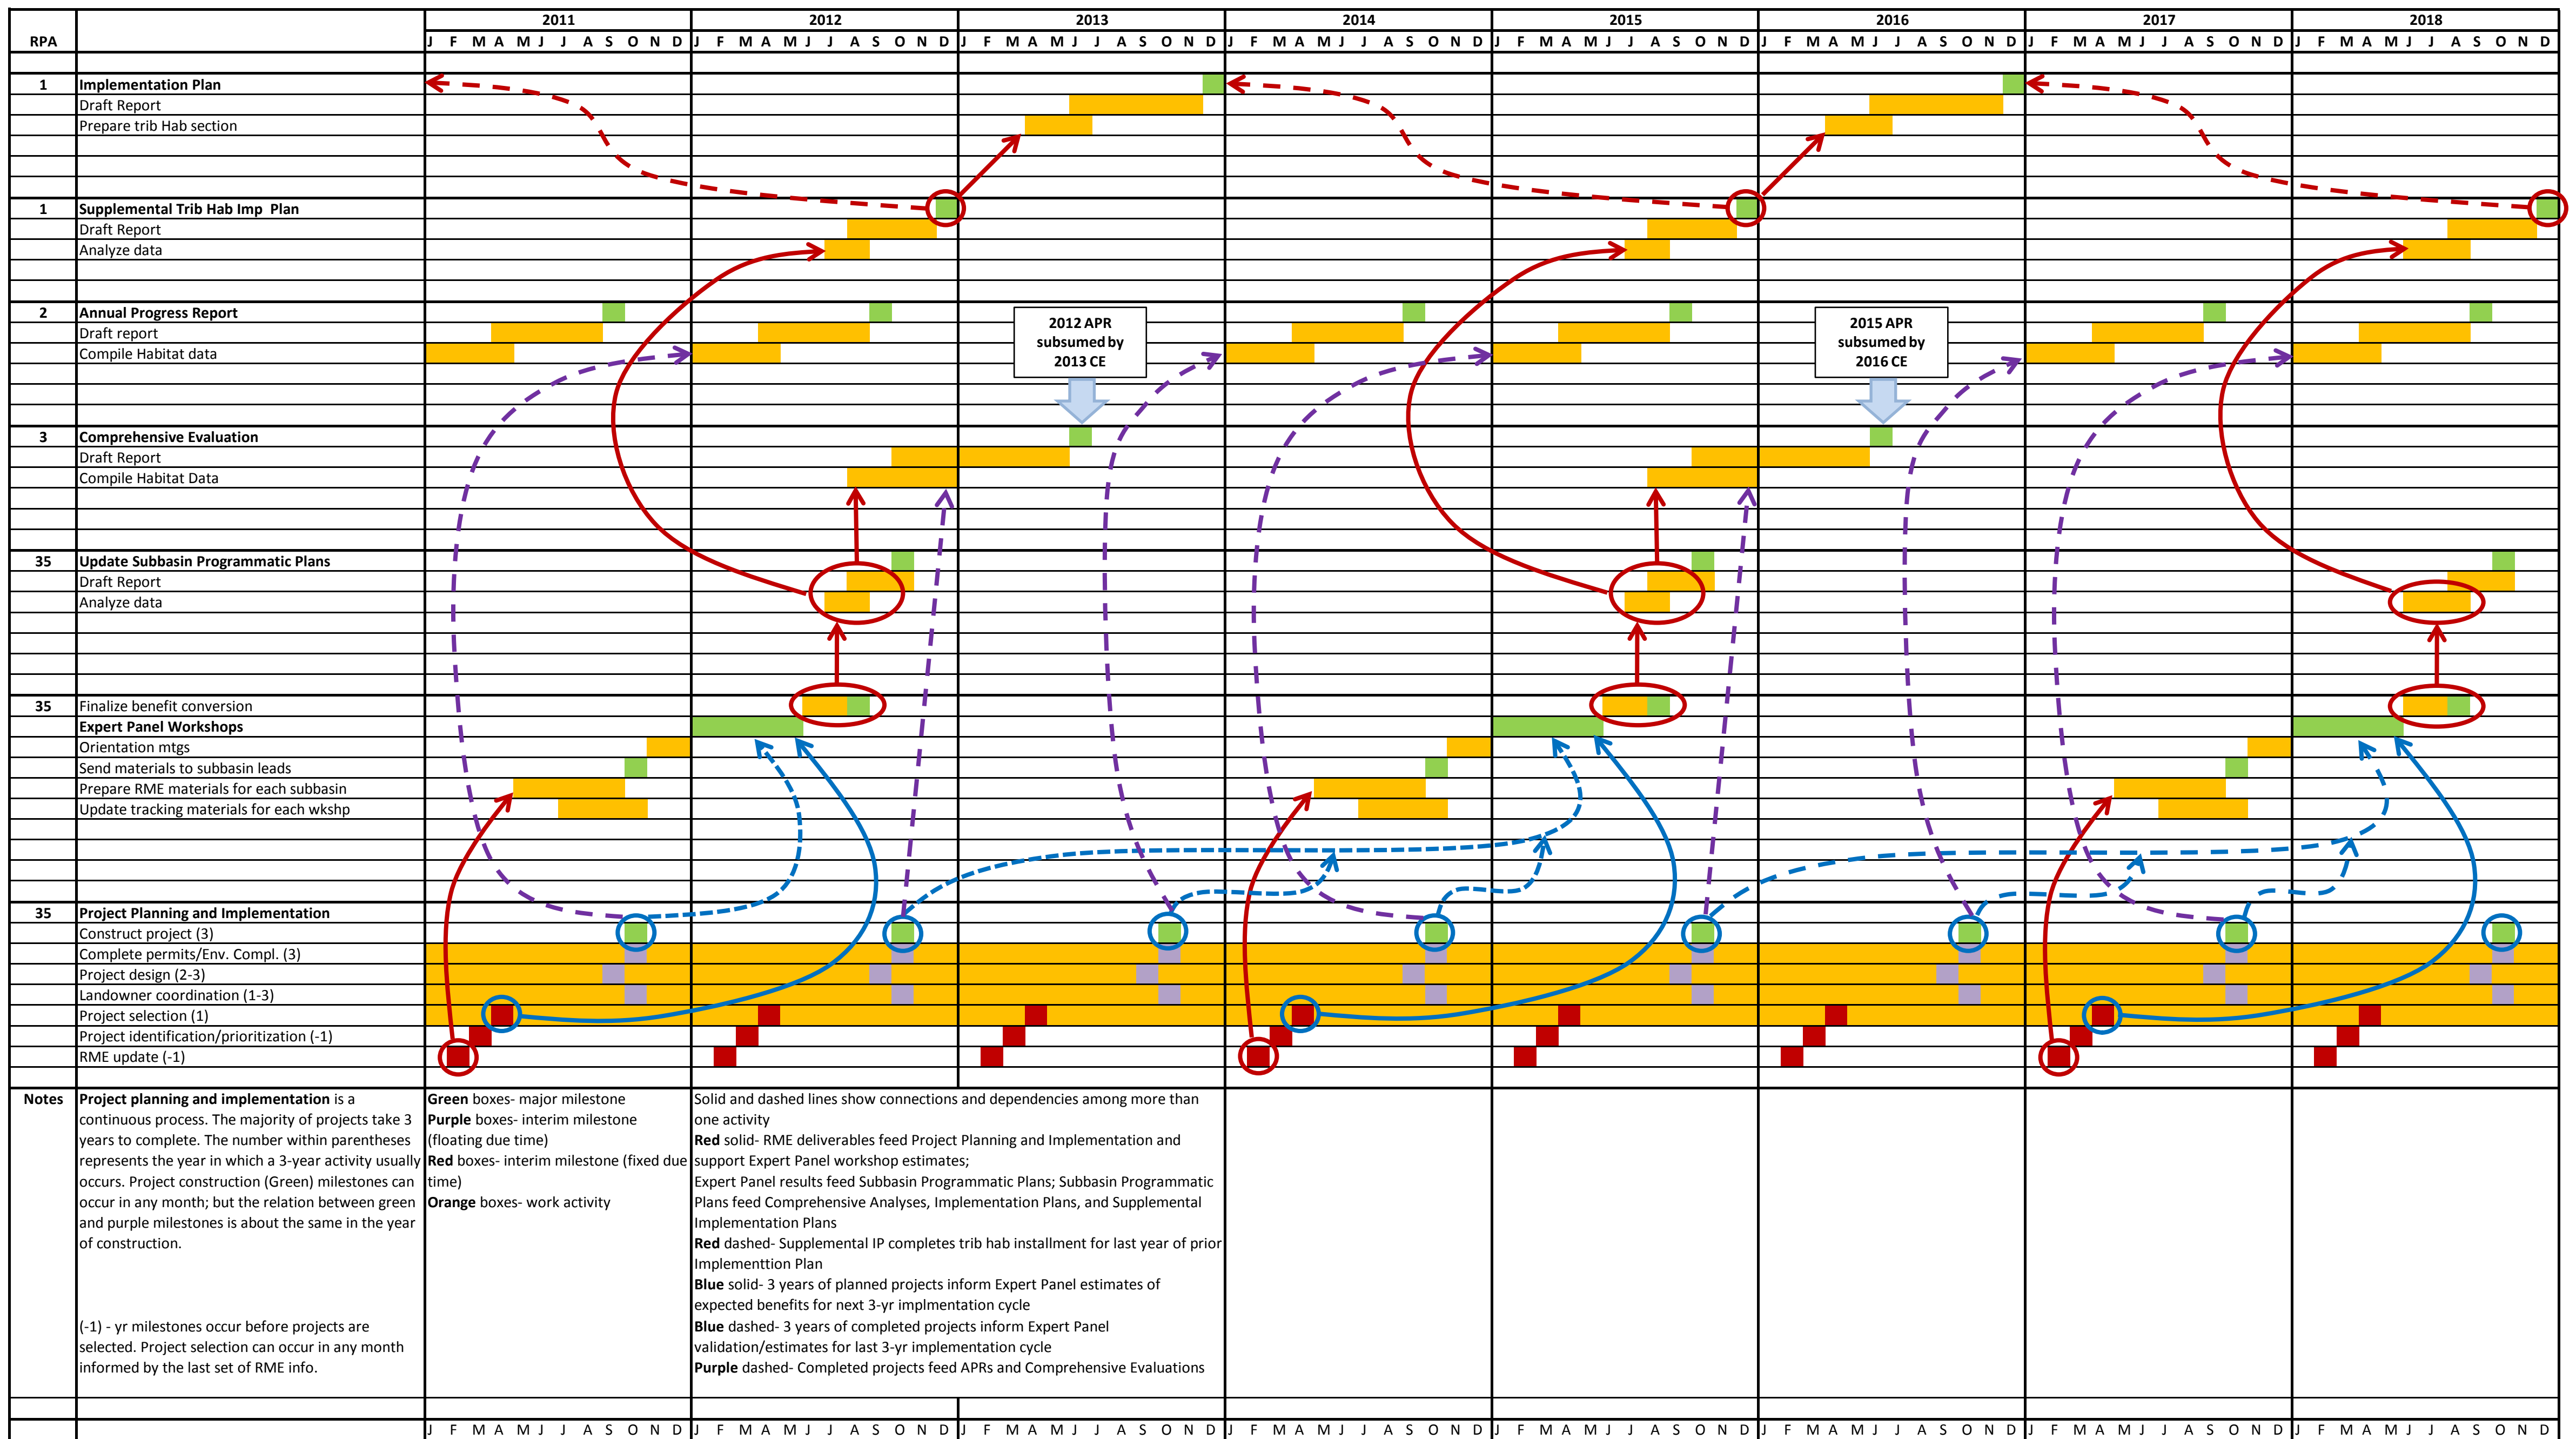 2011 2012 2013 2014 2015 2016 2017 2018
RPA J F M A M J J A S O N D J F M A M J J A S O N D J F M A M J J A S O N D J F M A M J J A S O N D J F M A M J J A S O N D J F M A M J J A S O N D J F M A M J J A S O N D J F M A M J J A S O N D
1 Implementation Plan
Draft Report
Prepare trib Hab section
1 Supplemental Trib Hab Imp Plan
Draft Report
Analyze data
2 Annual Progress Report
Draft report
Compile Habitat data
2012 APR
subsumed by
2013 CE
2015 APR
subsumed by
2016 CE
3 Comprehensive Evaluation
Draft Report
Compile Habitat Data
35 Update Subbasin Programmatic Plans
Draft Report
Analyze data
35 Finalize benefit conversion
Expert Panel Workshops
Orientation mtgs
Send materials to subbasin leads
Prepare RME materials for each subbasin
Update tracking materials for each wkshp
35 Project Planning and Implementation
Construct project (3)
Complete permits/Env. Compl. (3)
Project design (2-3)
Landowner coordination (1-3)
Project selection (1)
Project identification/prioritization (-1)
RME update (-1)
Notes
Project planning and implementation is a
continuous process. The majority of projects take 3
years to complete. The number within parentheses
represents the year in which a 3-year activity usually
occurs. Project construction (Green) milestones can
occur in any month; but the relation between green
and purple milestones is about the same in the year
of construction.
(-1) - yr milestones occur before projects are
selected. Project selection can occur in any month
informed by the last set of RME info.
Green boxes- major milestone
Purple boxes- interim milestone
(floating due time)
Red boxes- interim milestone (fixed due
time)
Orange boxes- work activity
Solid and dashed lines show connections and dependencies among more than
one activity
Red solid- RME deliverables feed Project Planning and Implementation and
support Expert Panel workshop estimates;
Expert Panel results feed Subbasin Programmatic Plans; Subbasin Programmatic
Plans feed Comprehensive Analyses, Implementation Plans, and Supplemental
Implementation Plans
Red dashed- Supplemental IP completes trib hab installment for last year of prior
Implementtion Plan
Blue solid- 3 years of planned projects inform Expert Panel estimates of
expected benefits for next 3-yr implmentation cycle
Blue dashed- 3 years of completed projects inform Expert Panel
validation/estimates for last 3-yr implementation cycle
Purple dashed- Completed projects feed APRs and Comprehensive Evaluations
J F M A M J J A S O N D J F M A M J J A S O N D J F M A M J J A S O N D J F M A M J J A S O N D J F M A M J J A S O N D J F M A M J J A S O N D J F M A M J J A S O N D J F M A M J J A S O N D